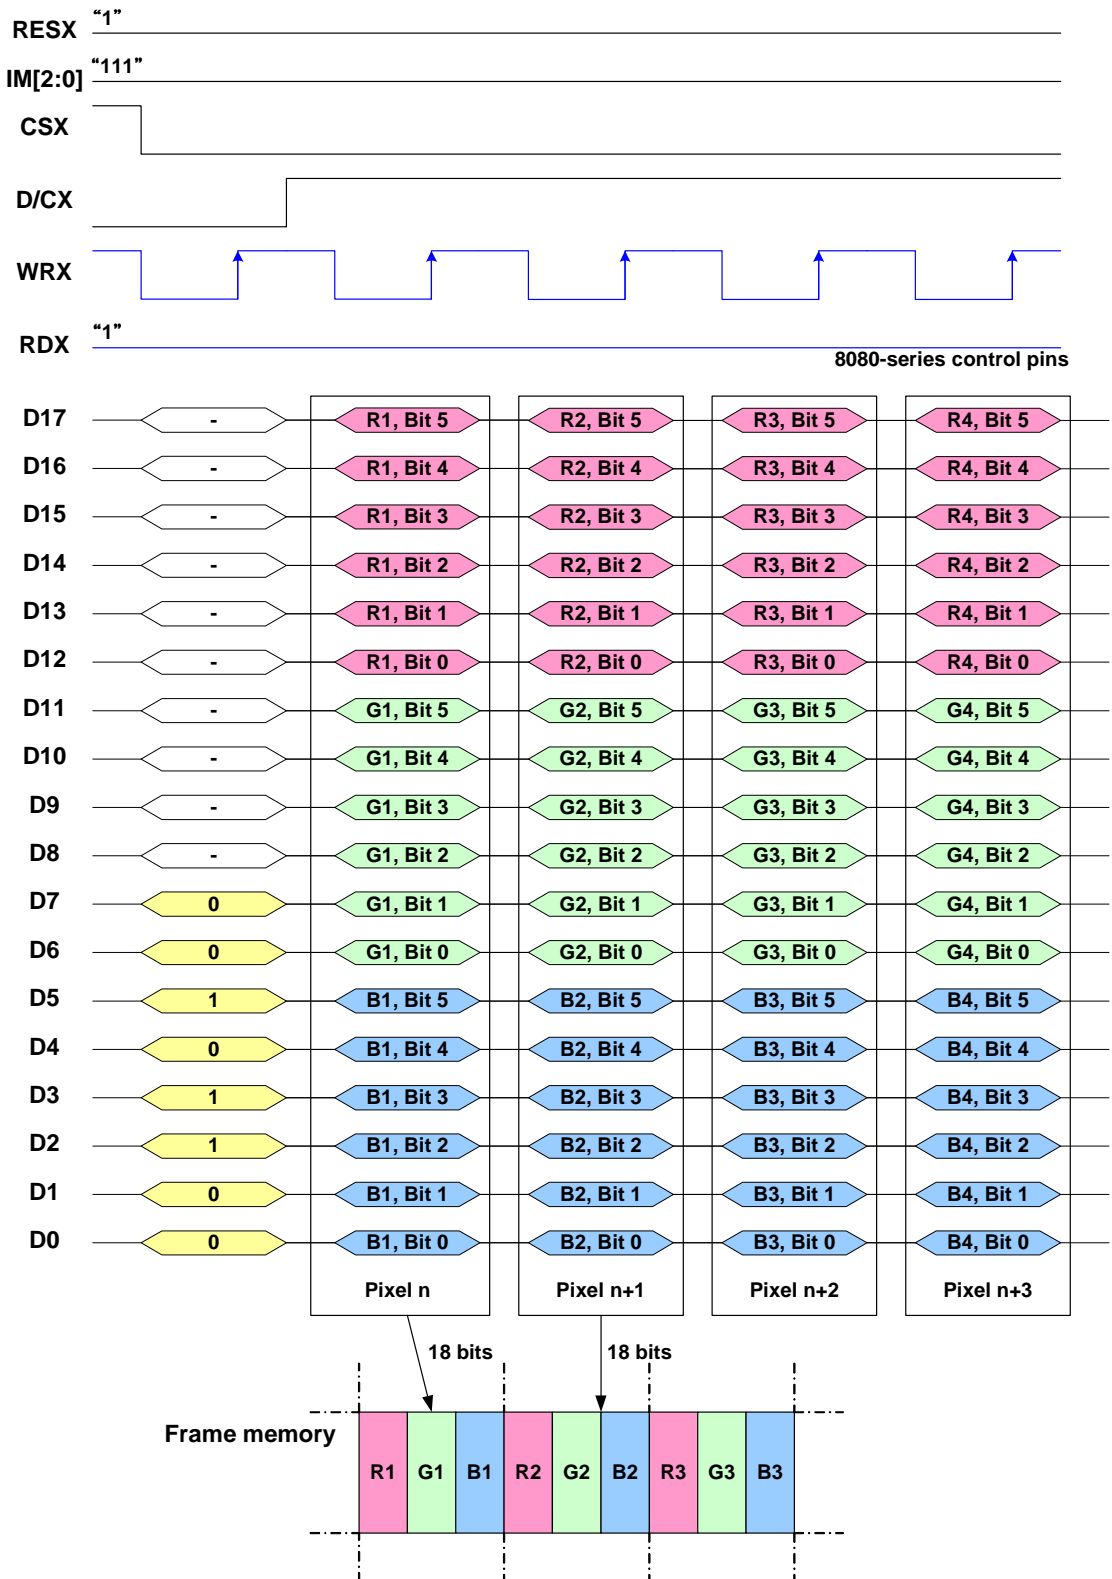 RESX “1”
IM[2:0] “111”
CSX
D/CX
WRX
RDX “1”
8080-series control pins
D17 - R1, Bit 5 R2, Bit 5 R3, Bit 5 R4, Bit 5
D16 - R1, Bit 4 R2, Bit 4 R3, Bit 4 R4, Bit 4
D15 - R1, Bit 3 R2, Bit 3 R3, Bit 3 R4, Bit 3
D14 - R1, Bit 2 R2, Bit 2 R3, Bit 2 R4, Bit 2
D13 - R1, Bit 1 R2, Bit 1 R3, Bit 1 R4, Bit 1
D12 - R1, Bit 0 R2, Bit 0 R3, Bit 0 R4, Bit 0
D11 - G1, Bit 5 G2, Bit 5 G3, Bit 5 G4, Bit 5
D10 - G1, Bit 4 G2, Bit 4 G3, Bit 4 G4, Bit 4
D9 - G1, Bit 3 G2, Bit 3 G3, Bit 3 G4, Bit 3
D8 - G1, Bit 2 G2, Bit 2 G3, Bit 2 G4, Bit 2
D7 0 G1, Bit 1 G2, Bit 1 G3, Bit 1 G4, Bit 1
D6 0 G1, Bit 0 G2, Bit 0 G3, Bit 0 G4, Bit 0
D5 1 B1, Bit 5 B2, Bit 5 B3, Bit 5 B4, Bit 5
D4 0 B1, Bit 4 B2, Bit 4 B3, Bit 4 B4, Bit 4
D3 1 B1, Bit 3 B2, Bit 3 B3, Bit 3 B4, Bit 3
D2 1 B1, Bit 2 B2, Bit 2 B3, Bit 2 B4, Bit 2
D1 0 B1, Bit 1 B2, Bit 1 B3, Bit 1 B4, Bit 1
D0 0 B1, Bit 0 B2, Bit 0 B3, Bit 0 B4, Bit 0
Pixel n Pixel n+1 Pixel n+2 Pixel n+3
18 bits 18 bits
Frame memory
R1 G1 B1 R2 G2 B2 R3 G3 B3